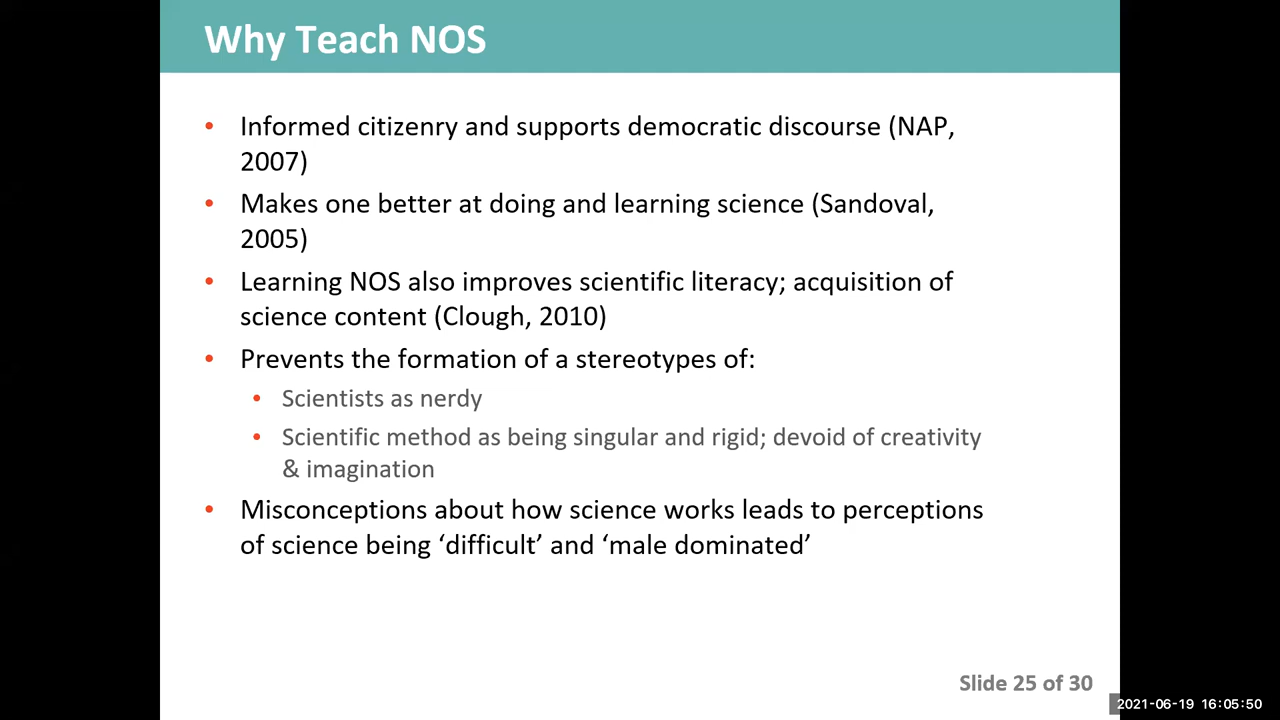 Why Teach NOS
• Informed citizenry and supports democratic discourse (NAP,
2007)
• Makes one better at doing and learning science (Sandoval,
2005)
• Learning NOS also improves scientific literacy; acquisition of
science content (Clough, 2010)
• Prevents the formation of a stereotypes of:
• Scientists as nerdy
• Scientific method as being singular and rigid; devoid of creativity
& imagination
• Misconceptions about how science works leads to perceptions
of science being ‘difficult’ and ‘male dominated’
Slide 25 of 30
2021-06-19 16:05:50